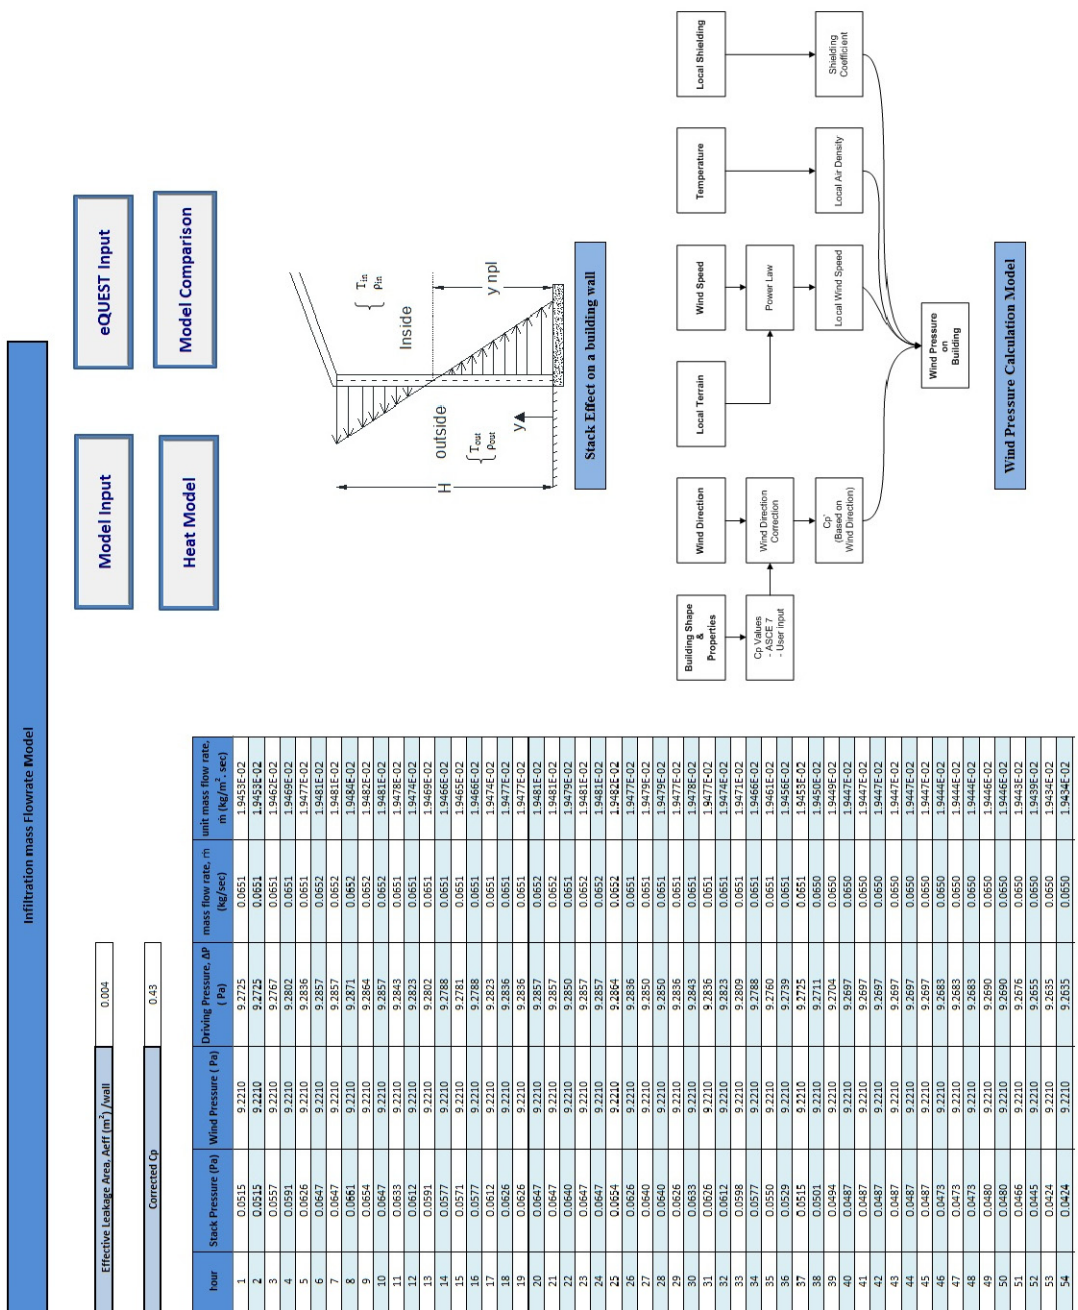 Infiltration mass Flowrate Model
Effective Leakage Area, Aeff (m²) /wall 0.004
Corrected Cp 0.43
Model Input
eQUEST Input
Heat Model
Model Comparison
hour Stack Pressure (Pa) Wind Pressure ( Pa) Driving Pressure, ΔP ( Pa) mass flow rate, ṁ (kg/sec) unit mass flow rate, ṁ (kg/m². sec)
1 0.0515 9.2210 9.2725 0.0651 1.9453E-02
2 0.0515 9.2210 9.2725 0.0651 1.9453E-02
3 0.0557 9.2210 9.2767 0.0651 1.9462E-02
4 0.0591 9.2210 9.2802 0.0651 1.9469E-02
5 0.0626 9.2210 9.2836 0.0651 1.9477E-02
6 0.0647 9.2210 9.2857 0.0652 1.9481E-02
7 0.0647 9.2210 9.2857 0.0652 1.9481E-02
8 0.0661 9.2210 9.2871 0.0652 1.9484E-02
9 0.0654 9.2210 9.2864 0.0652 1.9482E-02
10 0.0647 9.2210 9.2857 0.0652 1.9481E-02
11 0.0633 9.2210 9.2843 0.0651 1.9478E-02
12 0.0612 9.2210 9.2823 0.0651 1.9474E-02
13 0.0591 9.2210 9.2802 0.0651 1.9469E-02
14 0.0577 9.2210 9.2788 0.0651 1.9466E-02
15 0.0571 9.2210 9.2781 0.0651 1.9465E-02
16 0.0577 9.2210 9.2788 0.0651 1.9466E-02
17 0.0612 9.2210 9.2823 0.0651 1.9474E-02
18 0.0626 9.2210 9.2836 0.0651 1.9477E-02
19 0.0626 9.2210 9.2836 0.0651 1.9477E-02
20 0.0647 9.2210 9.2857 0.0652 1.9481E-02
21 0.0647 9.2210 9.2857 0.0652 1.9481E-02
22 0.0640 9.2210 9.2850 0.0651 1.9479E-02
23 0.0647 9.2210 9.2857 0.0652 1.9481E-02
24 0.0647 9.2210 9.2857 0.0652 1.9481E-02
25 0.0654 9.2210 9.2864 0.0652 1.9482E-02
26 0.0626 9.2210 9.2836 0.0651 1.9477E-02
27 0.0640 9.2210 9.2850 0.0651 1.9479E-02
28 0.0640 9.2210 9.2850 0.0651 1.9479E-02
29 0.0626 9.2210 9.2836 0.0651 1.9477E-02
30 0.0633 9.2210 9.2843 0.0651 1.9478E-02
31 0.0626 9.2210 9.2836 0.0651 1.9477E-02
32 0.0612 9.2210 9.2823 0.0651 1.9474E-02
33 0.0598 9.2210 9.2809 0.0651 1.9471E-02
34 0.0577 9.2210 9.2788 0.0651 1.9466E-02
35 0.0550 9.2210 9.2760 0.0651 1.9461E-02
36 0.0529 9.2210 9.2739 0.0651 1.9456E-02
37 0.0515 9.2210 9.2725 0.0651 1.9453E-02
38 0.0501 9.2210 9.2711 0.0650 1.9450E-02
39 0.0494 9.2210 9.2704 0.0650 1.9449E-02
40 0.0487 9.2210 9.2697 0.0650 1.9447E-02
41 0.0487 9.2210 9.2697 0.0650 1.9447E-02
42 0.0487 9.2210 9.2697 0.0650 1.9447E-02
43 0.0487 9.2210 9.2697 0.0650 1.9447E-02
44 0.0487 9.2210 9.2697 0.0650 1.9447E-02
45 0.0487 9.2210 9.2697 0.0650 1.9447E-02
46 0.0473 9.2210 9.2683 0.0650 1.9444E-02
47 0.0473 9.2210 9.2683 0.0650 1.9444E-02
48 0.0473 9.2210 9.2683 0.0650 1.9444E-02
49 0.0480 9.2210 9.2690 0.0650 1.9446E-02
50 0.0480 9.2210 9.2690 0.0650 1.9446E-02
51 0.0466 9.2210 9.2676 0.0650 1.9443E-02
52 0.0445 9.2210 9.2655 0.0650 1.9439E-02
53 0.0424 9.2210 9.2635 0.0650 1.9434E-02
54 0.0424 9.2210 9.2635 0.0650 1.9434E-02
H
outside
Tout
ρout
y
Inside
Tin
ρin
y npl
Stack Effect on a building wall
Building Shape
&
Properties
Wind Direction
Local Terrain
Wind Speed
Temperature
Local Shielding
Cp Values
- ASCE 7
- User input
Wind Direction
Correction
Power Law
Cp'
(Based on
Wind Direction)
Local Wind Speed
Local Air Density
Shielding
Coefficient
Wind Pressure
on
Building
Wind Pressure Calculation Model